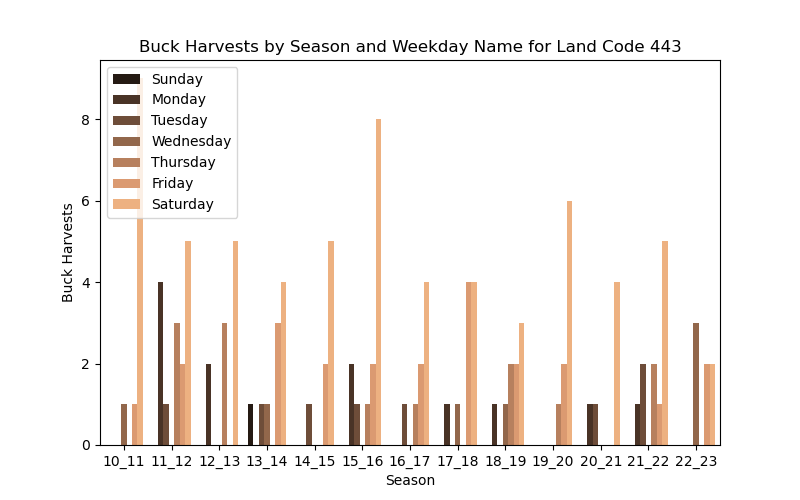 Buck Harvests by Season and Weekday Name for Land Code 443
Sunday
Monday
Tuesday
Wednesday
Thursday
Friday
Saturday
8
6
4
2
0
Buck Harvests
10_11 11_12 12_13 13_14 14_15 15_16 16_17 17_18 18_19 19_20 20_21 21_22 22_23
Season